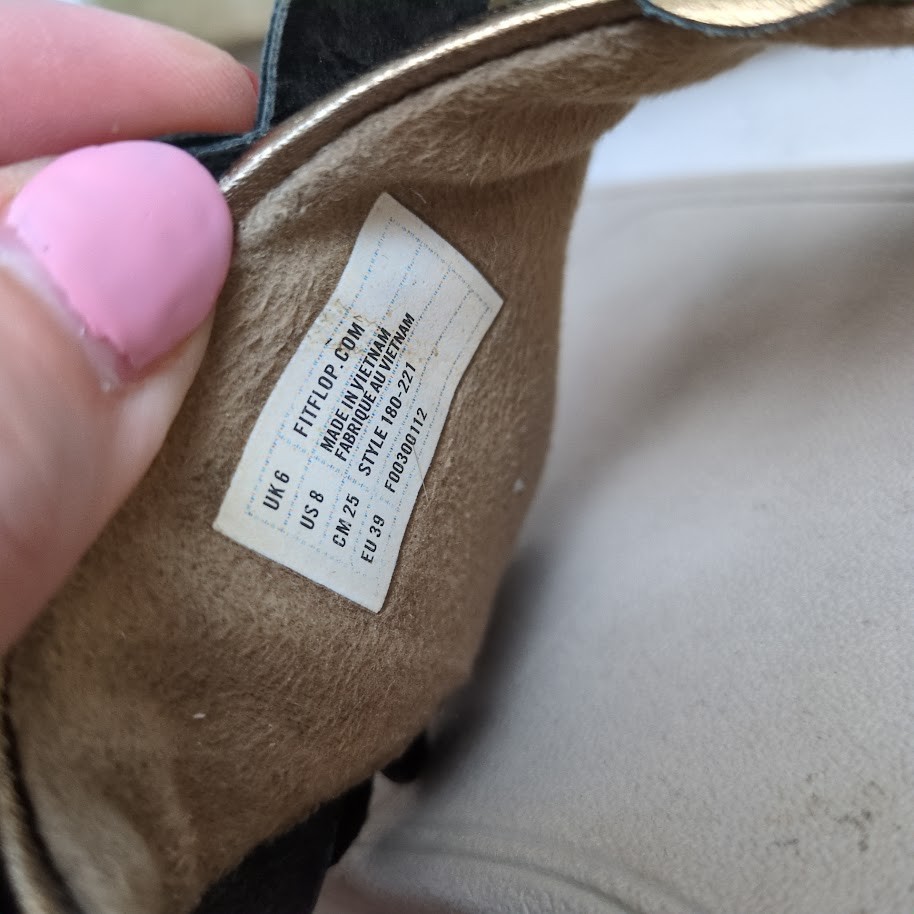 FITFLOP.COM
MADE IN VIETNAM
FABRIQUE AU VIETNAM
UK 6
US 8
CM 25 STYLE 180-221
EU 39 F00300112